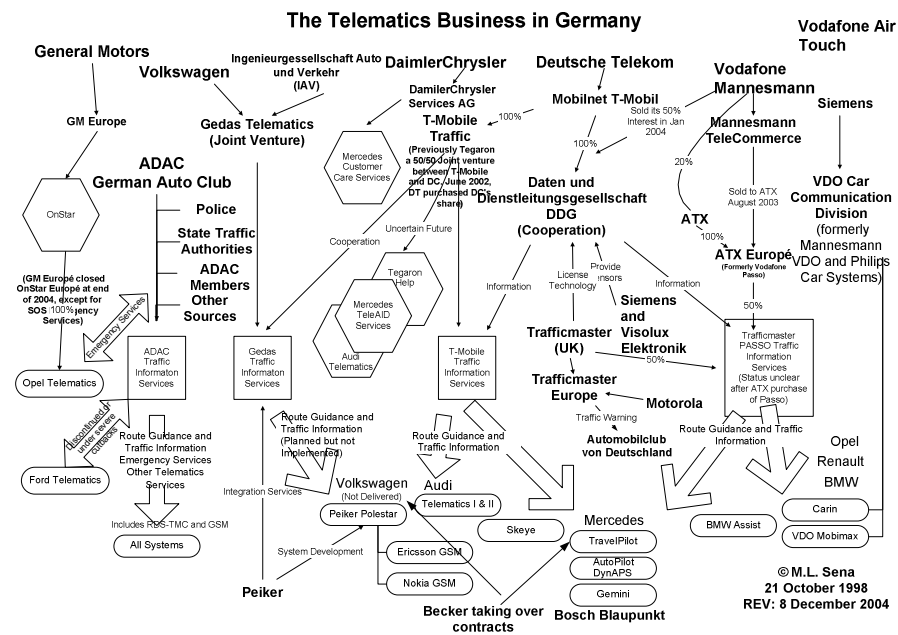 The Telematics Business in Germany
General Motors
Volkswagen
Ingenieurgessellschaft Auto
und Verkehr
(IAV)
DaimlerChrysler
Deutsche Telekom
Vodafone
Mannesmann
Vodafone Air
Touch
GM Europe
Gedas Telematics
(Joint Venture)
DamilerChrysler
Services AG
T-Mobile
Traffic
(Previously Tegaron
a 50/50 Joint venture
between T-Mobile
and DC. June 2002,
DT purchased DC's
share)
100%
Mobilnet T-Mobil
Sold its 50%
Interest in Jan
2004
100%
Mannesmann
TeleCommerce
Siemens
ADAC
German Auto Club
Police
State Traffic
Authorities
ADAC
Members
Other
Sources
OnStar
Mercedes
Customer
Care Services
Daten und
Dienstleitungsgesellschaft
DDG
(Cooperation)
20%
Sold to ATX
August 2003
ATX
100%
ATX Europé
(Formerly Vodafone
Passo)
VDO Car
Communication
Division
(formerly
Mannesmann
VDO and Philips
Car Systems)
Cooperation
Uncertain Future
(GM Europé closed
OnStar Europé at end
of 2004, except for
SOS
Services)
100%
Emergency Services
Tegaron
Help
Mercedes
TeleAID
Services
Audi
Telematics
Information
License
Technology
Provide
Siemens
and
Visolux
Elektronik
Information
50%
Opel Telematics
ADAC
Traffic
Informaton
Services
Gedas
Traffic
Informaton
Services
T-Mobile
Traffic
Informaton
Services
Trafficmaster
(UK)
50%
Trafficmaster
PASSO Traffic
Information
Services
(Status unclear
after ATX purchase
of Passo)
Trafficmaster
Europe
Motorola
Traffic Warning
Automobilclub
von Deutschland
Discontinued or
under severe
cutbacks
Ford Telematics
Route Guidance and
Traffic Information
Emergency Services
Other Telematics
Services
Includes RDS-TMC and GSM
All Systems
Route Guidance and
Traffic Information
(Planned but not
Implemented)
Integration Services
Route Guidance and
Traffic Information
Route Guidance and Traffic
Information
Volkswagen
(Not Delivered)
Peiker Polestar
Audi
Telematics I & II
Opel
Renault
BMW
System Development
Ericsson GSM
Nokia GSM
Skeye
Mercedes
TravelPilot
AutoPilot
DynAPS
Gemini
Bosch Blaupunkt
BMW Assist
Carin
VDO Mobimax
Peiker
Becker taking over
contracts
© M.L. Sena
21 October 1998
REV: 8 December 2004